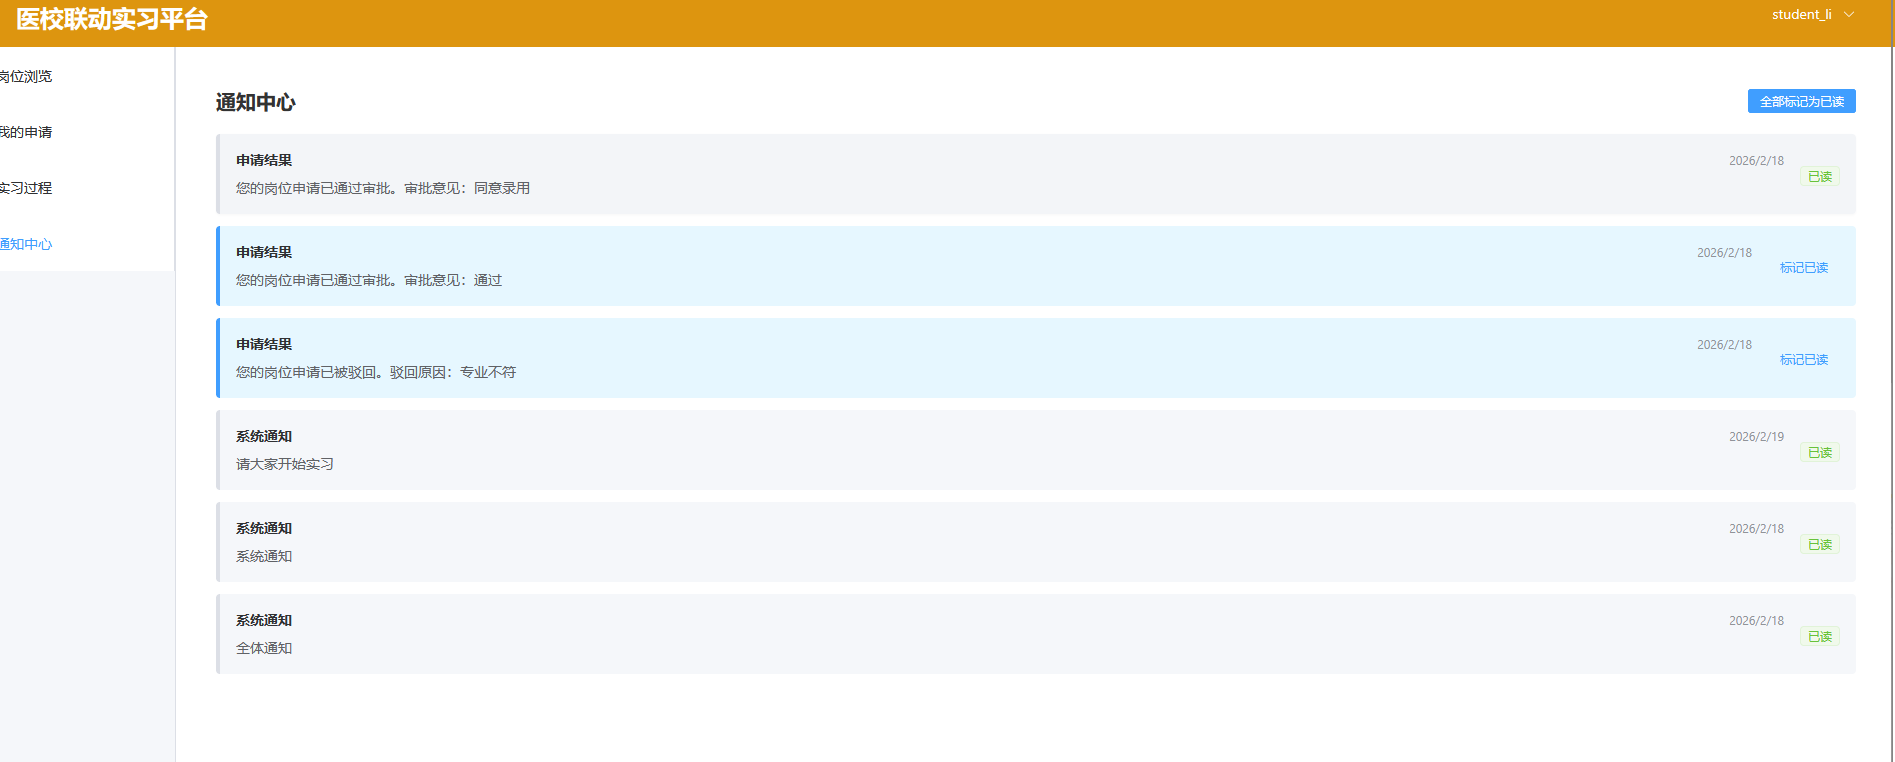 医校联动实习平台
student_li
岗位浏览
我的申请
实习过程
通知中心
通知中心
全部标记为已读
申请结果
2026/2/18
您的岗位申请已通过审批。审批意见：同意录用
已读
申请结果
2026/2/18
您的岗位申请已通过审批。审批意见：通过
标记已读
申请结果
2026/2/18
您的岗位申请已被驳回。驳回原因：专业不符
标记已读
系统通知
2026/2/19
请大家开始实习
已读
系统通知
2026/2/18
系统通知
已读
系统通知
2026/2/18
全体通知
已读